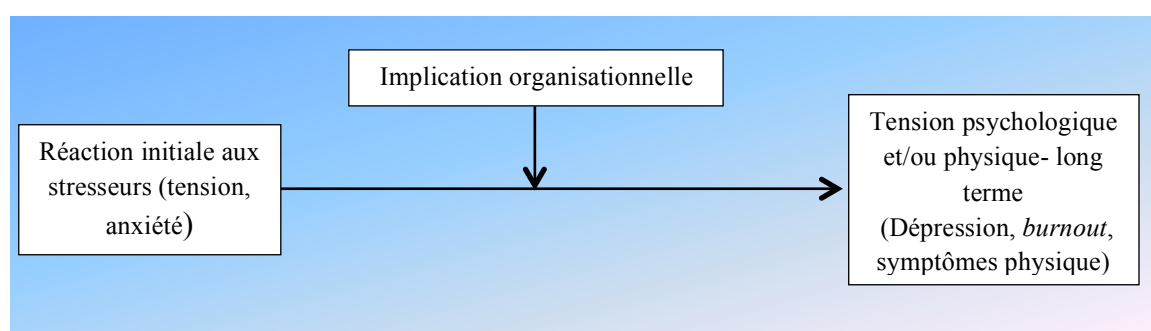 Implication organisationnelle
Réaction initiale aux
stresseurs (tension,
anxiété)
Tension psychologique
et/ou physique- long
terme
(Dépression, burnout,
symptômes physique)